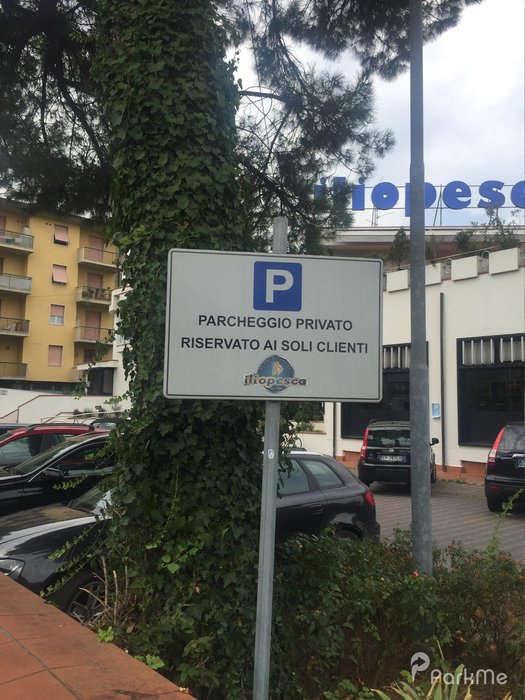 iliopesca
P
PARCHEGGIO PRIVATO
RISERVATO AI SOLI CLIENTI
iliopesca
ParkMe